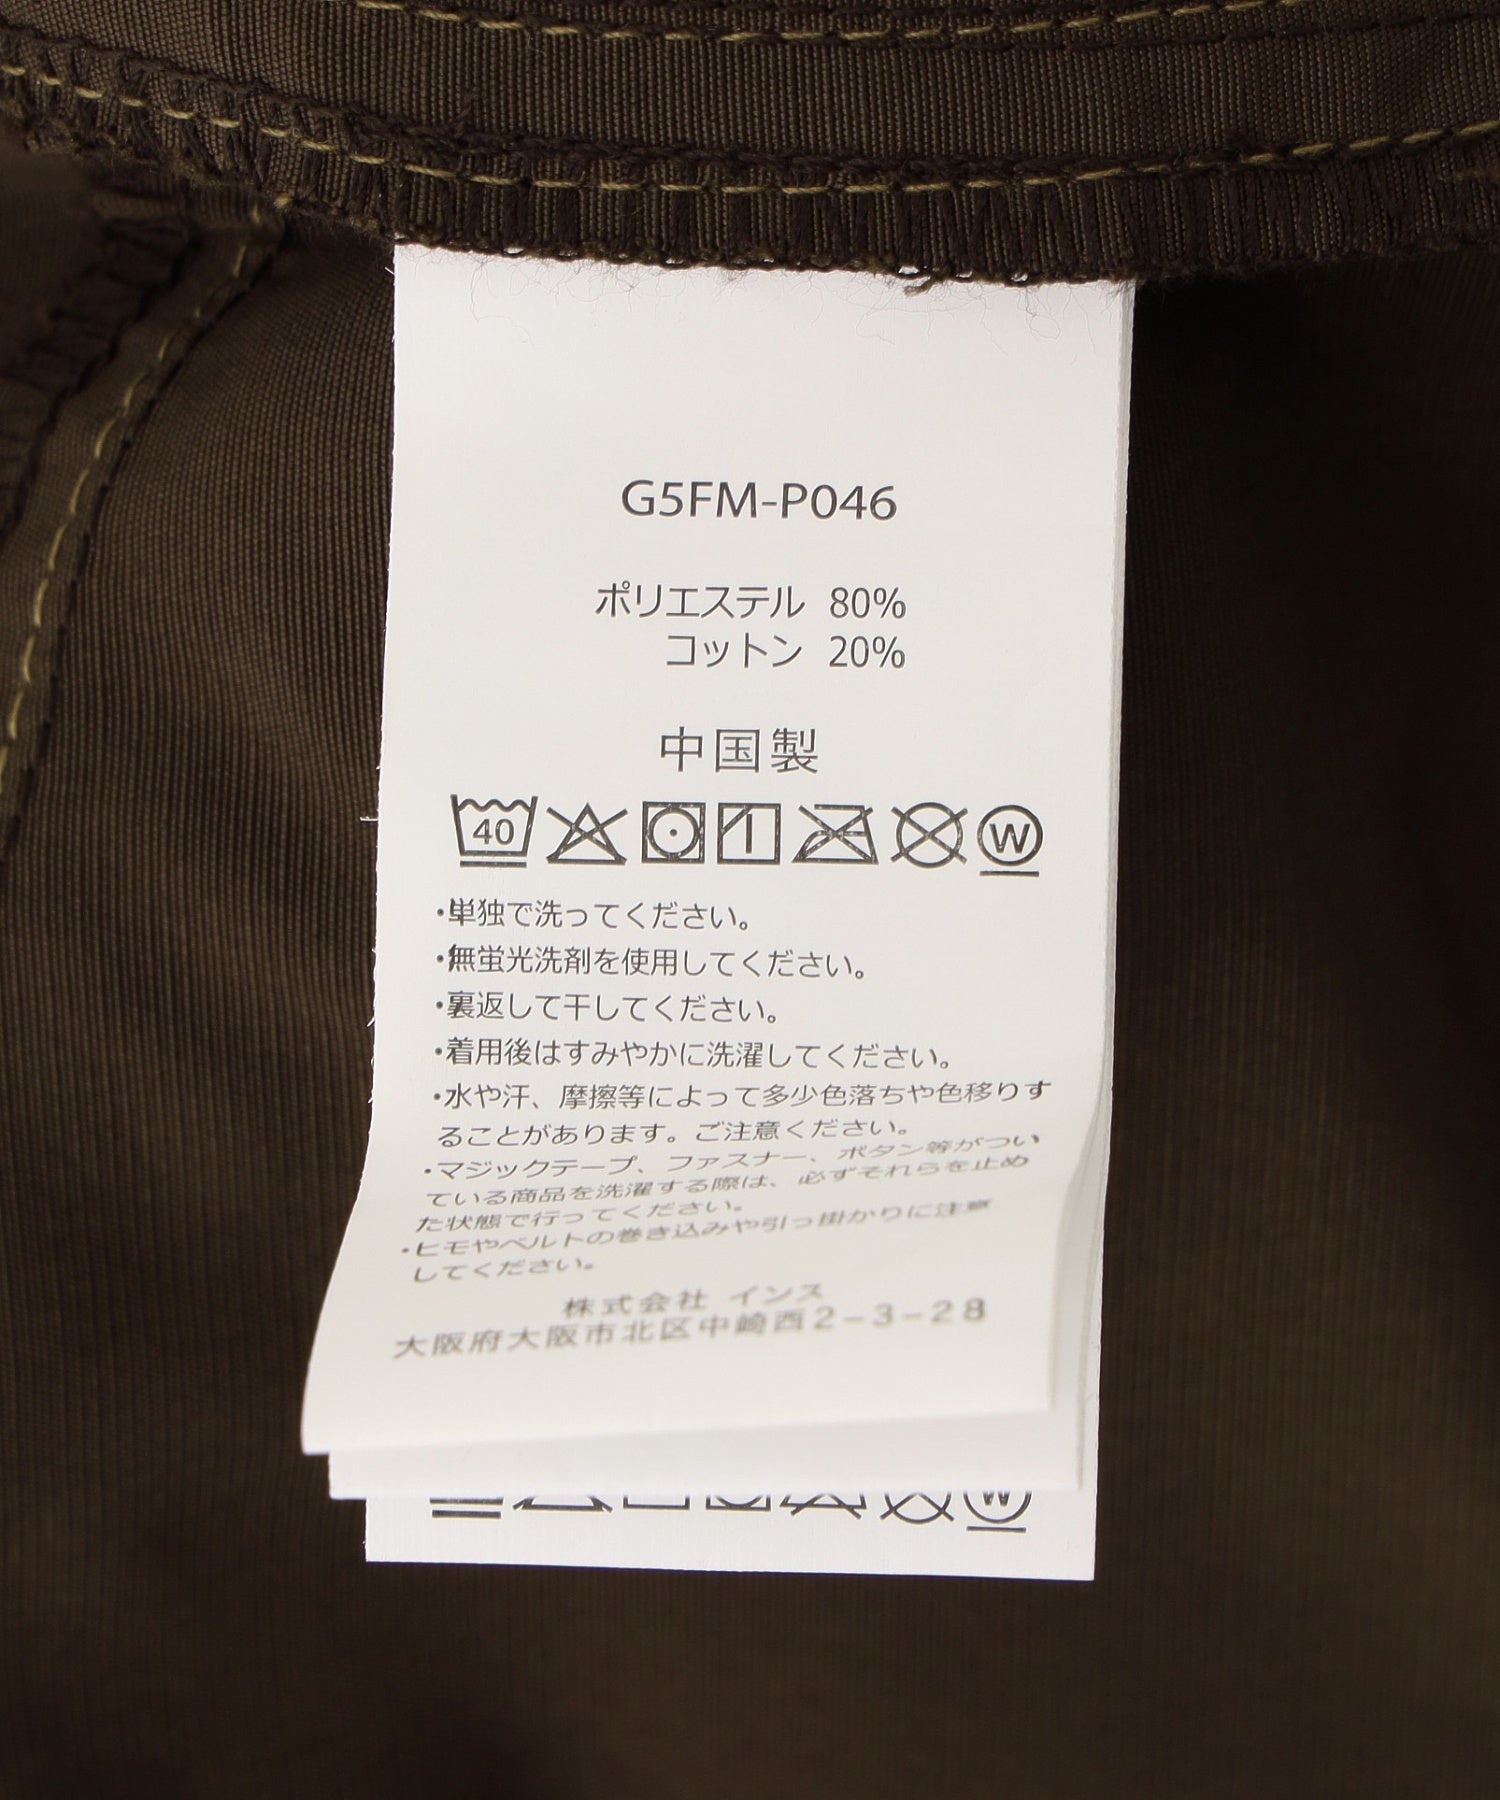 G5FM-P046
ポリエステル 80%
コットン 20%
中国製
40
W
・単独で洗ってください。
・無蛍光洗剤を使用してください。
・裏返して干してください。
・着用後はすみやかに洗濯してください。
・水や汗、摩擦等によって多少色落ちや色移りす
ることがあります。ご注意ください。
・マジックテープ、ファスナー、ボタン等がつい
ている商品を洗濯する際は、必ずそれらを止め
た状態で行ってください。
・ヒモやベルトの巻き込みや引っ掛かりに注意
してください。
株式会社 インス
大阪府大阪市北区中崎西2-3-28
W